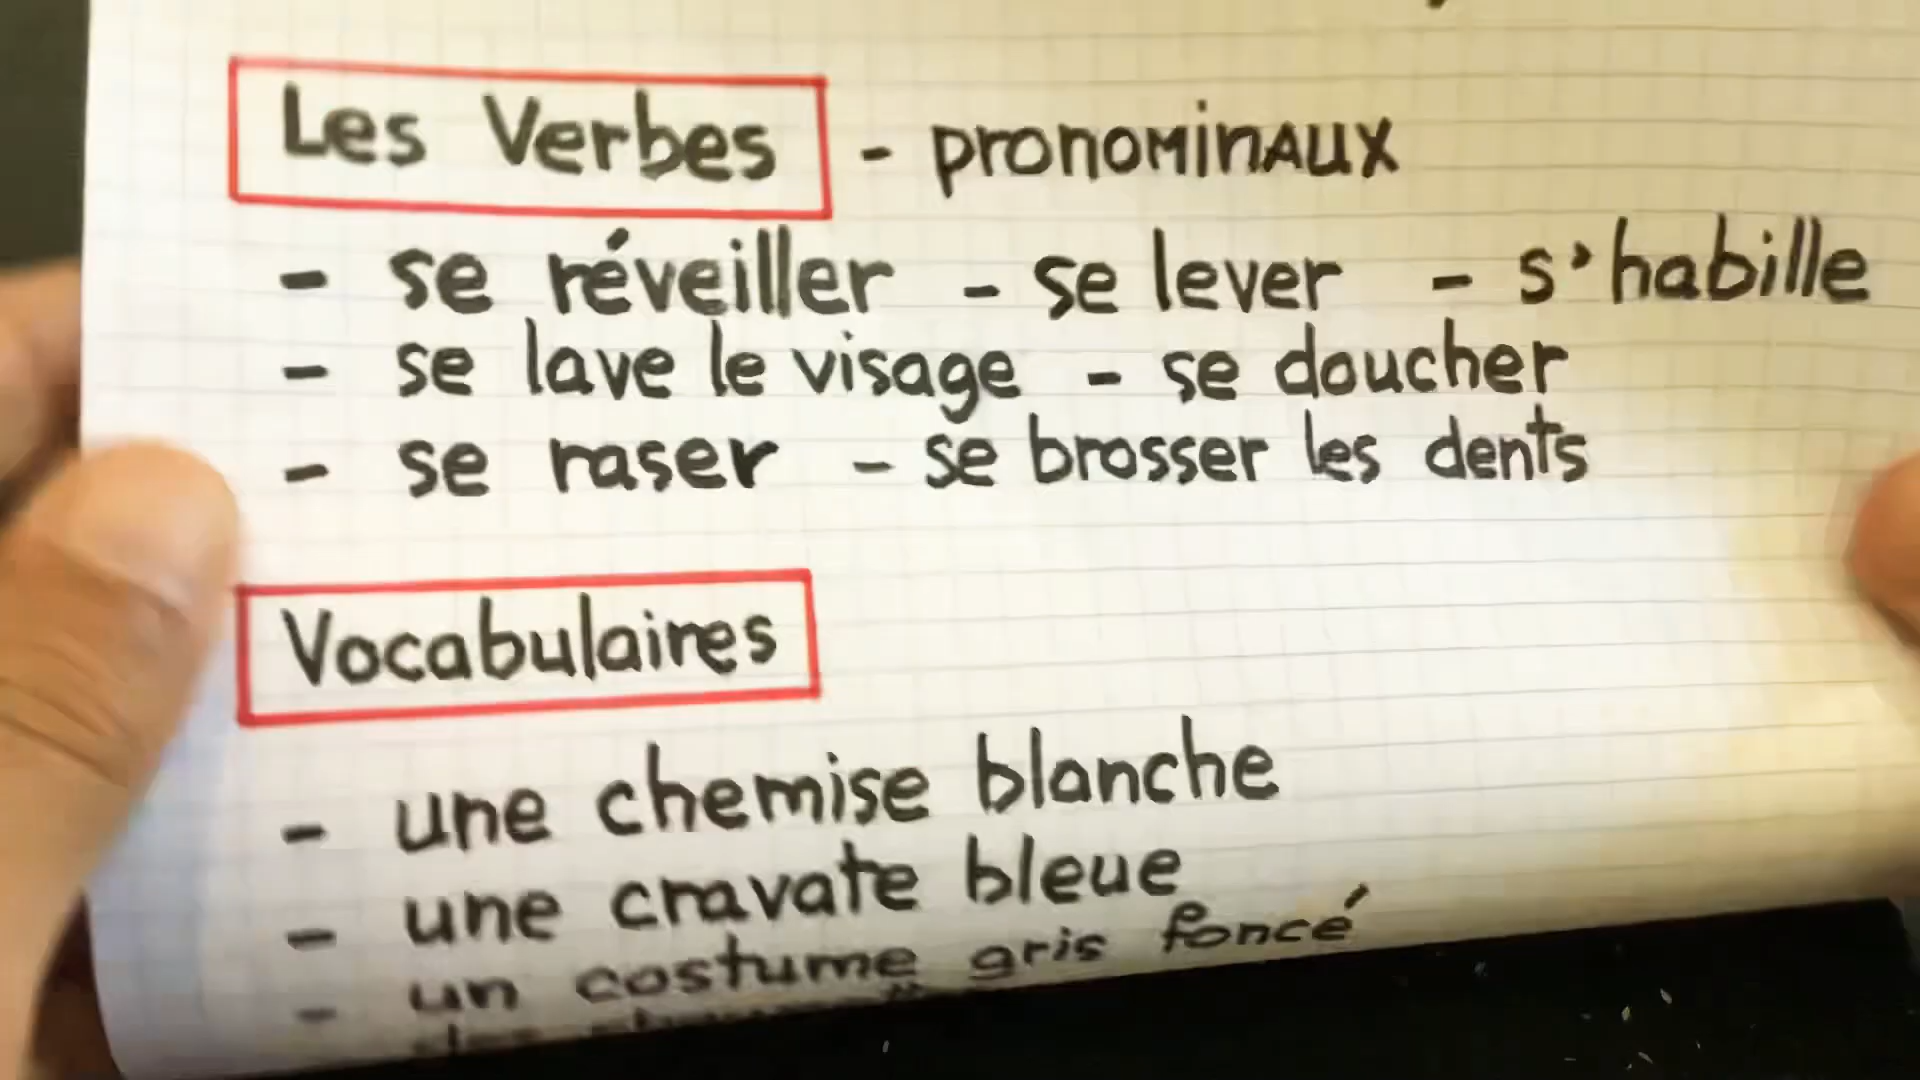 Les Verbes - pronominaux
- se réveiller - se lever - s'habille
- se lave le visage - se doucher
- se raser - se brosser les dents
Vocabulaires
- une chemise blanche
- une cravate bleue
- un costume gris foncé